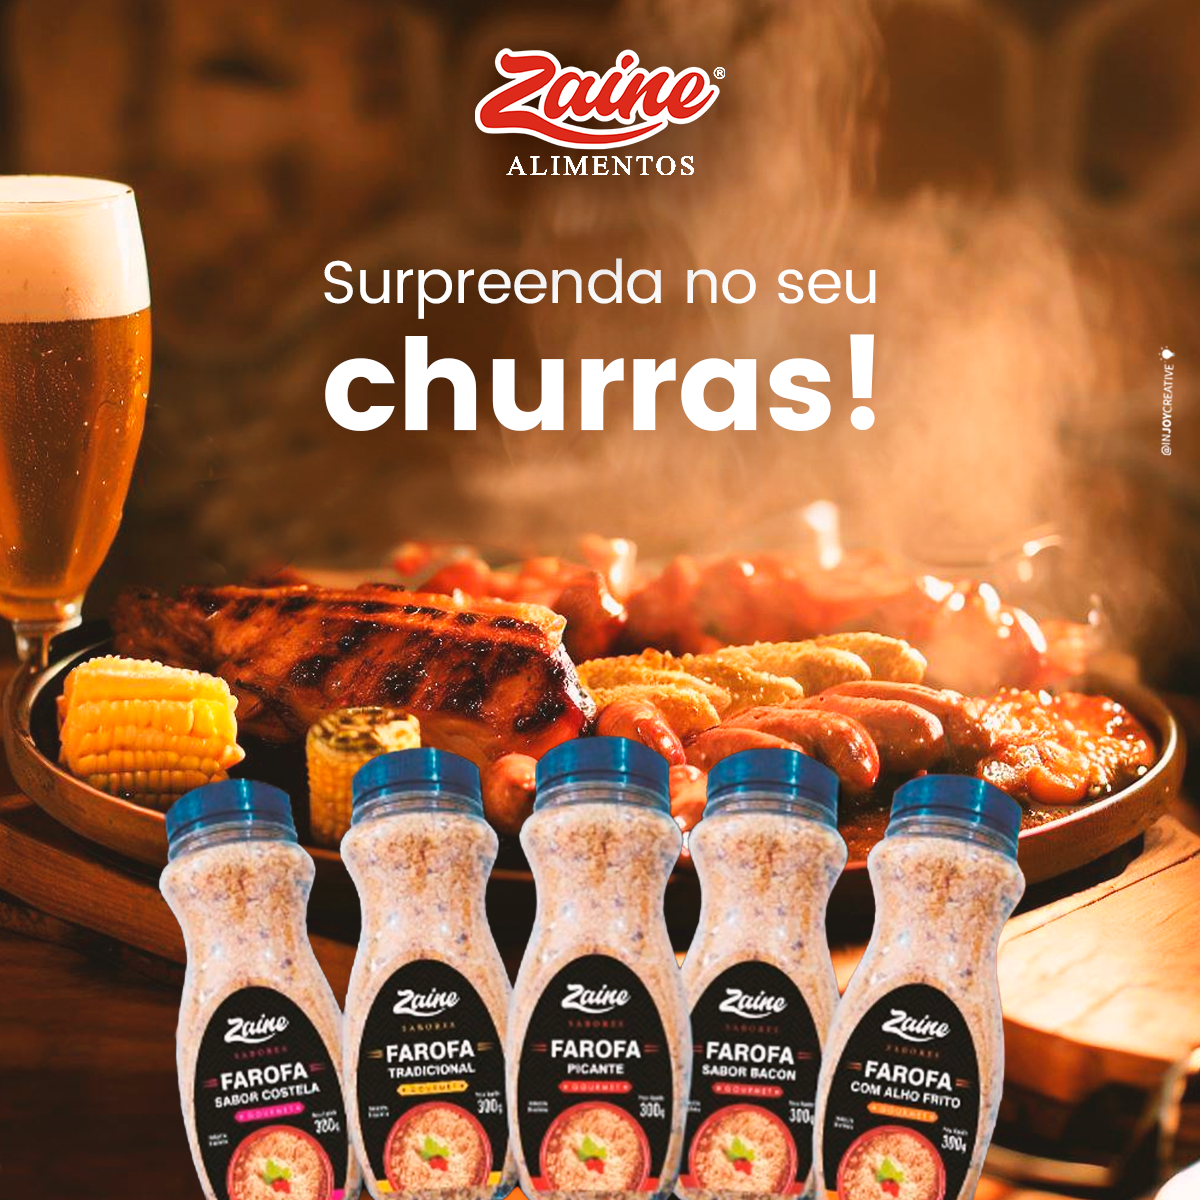 Zaine®
ALIMENTOS
Surpreenda no seu
churras!
@INJOYCREATIVE
Zaine
SABORES
FAROFA
SABOR COSTELA
GOURMET
Zaine
SABORES
FAROFA
TRADICIONAL
GOURMET
300g
Zaine
SABORES
FAROFA
PICANTE
GOURMET
300g
Zaine
SABORES
FAROFA
SABOR BACON
GOURMET
300g
Zaine
SABORES
FAROFA
COM ALHO FRITO
GOURMET
300g